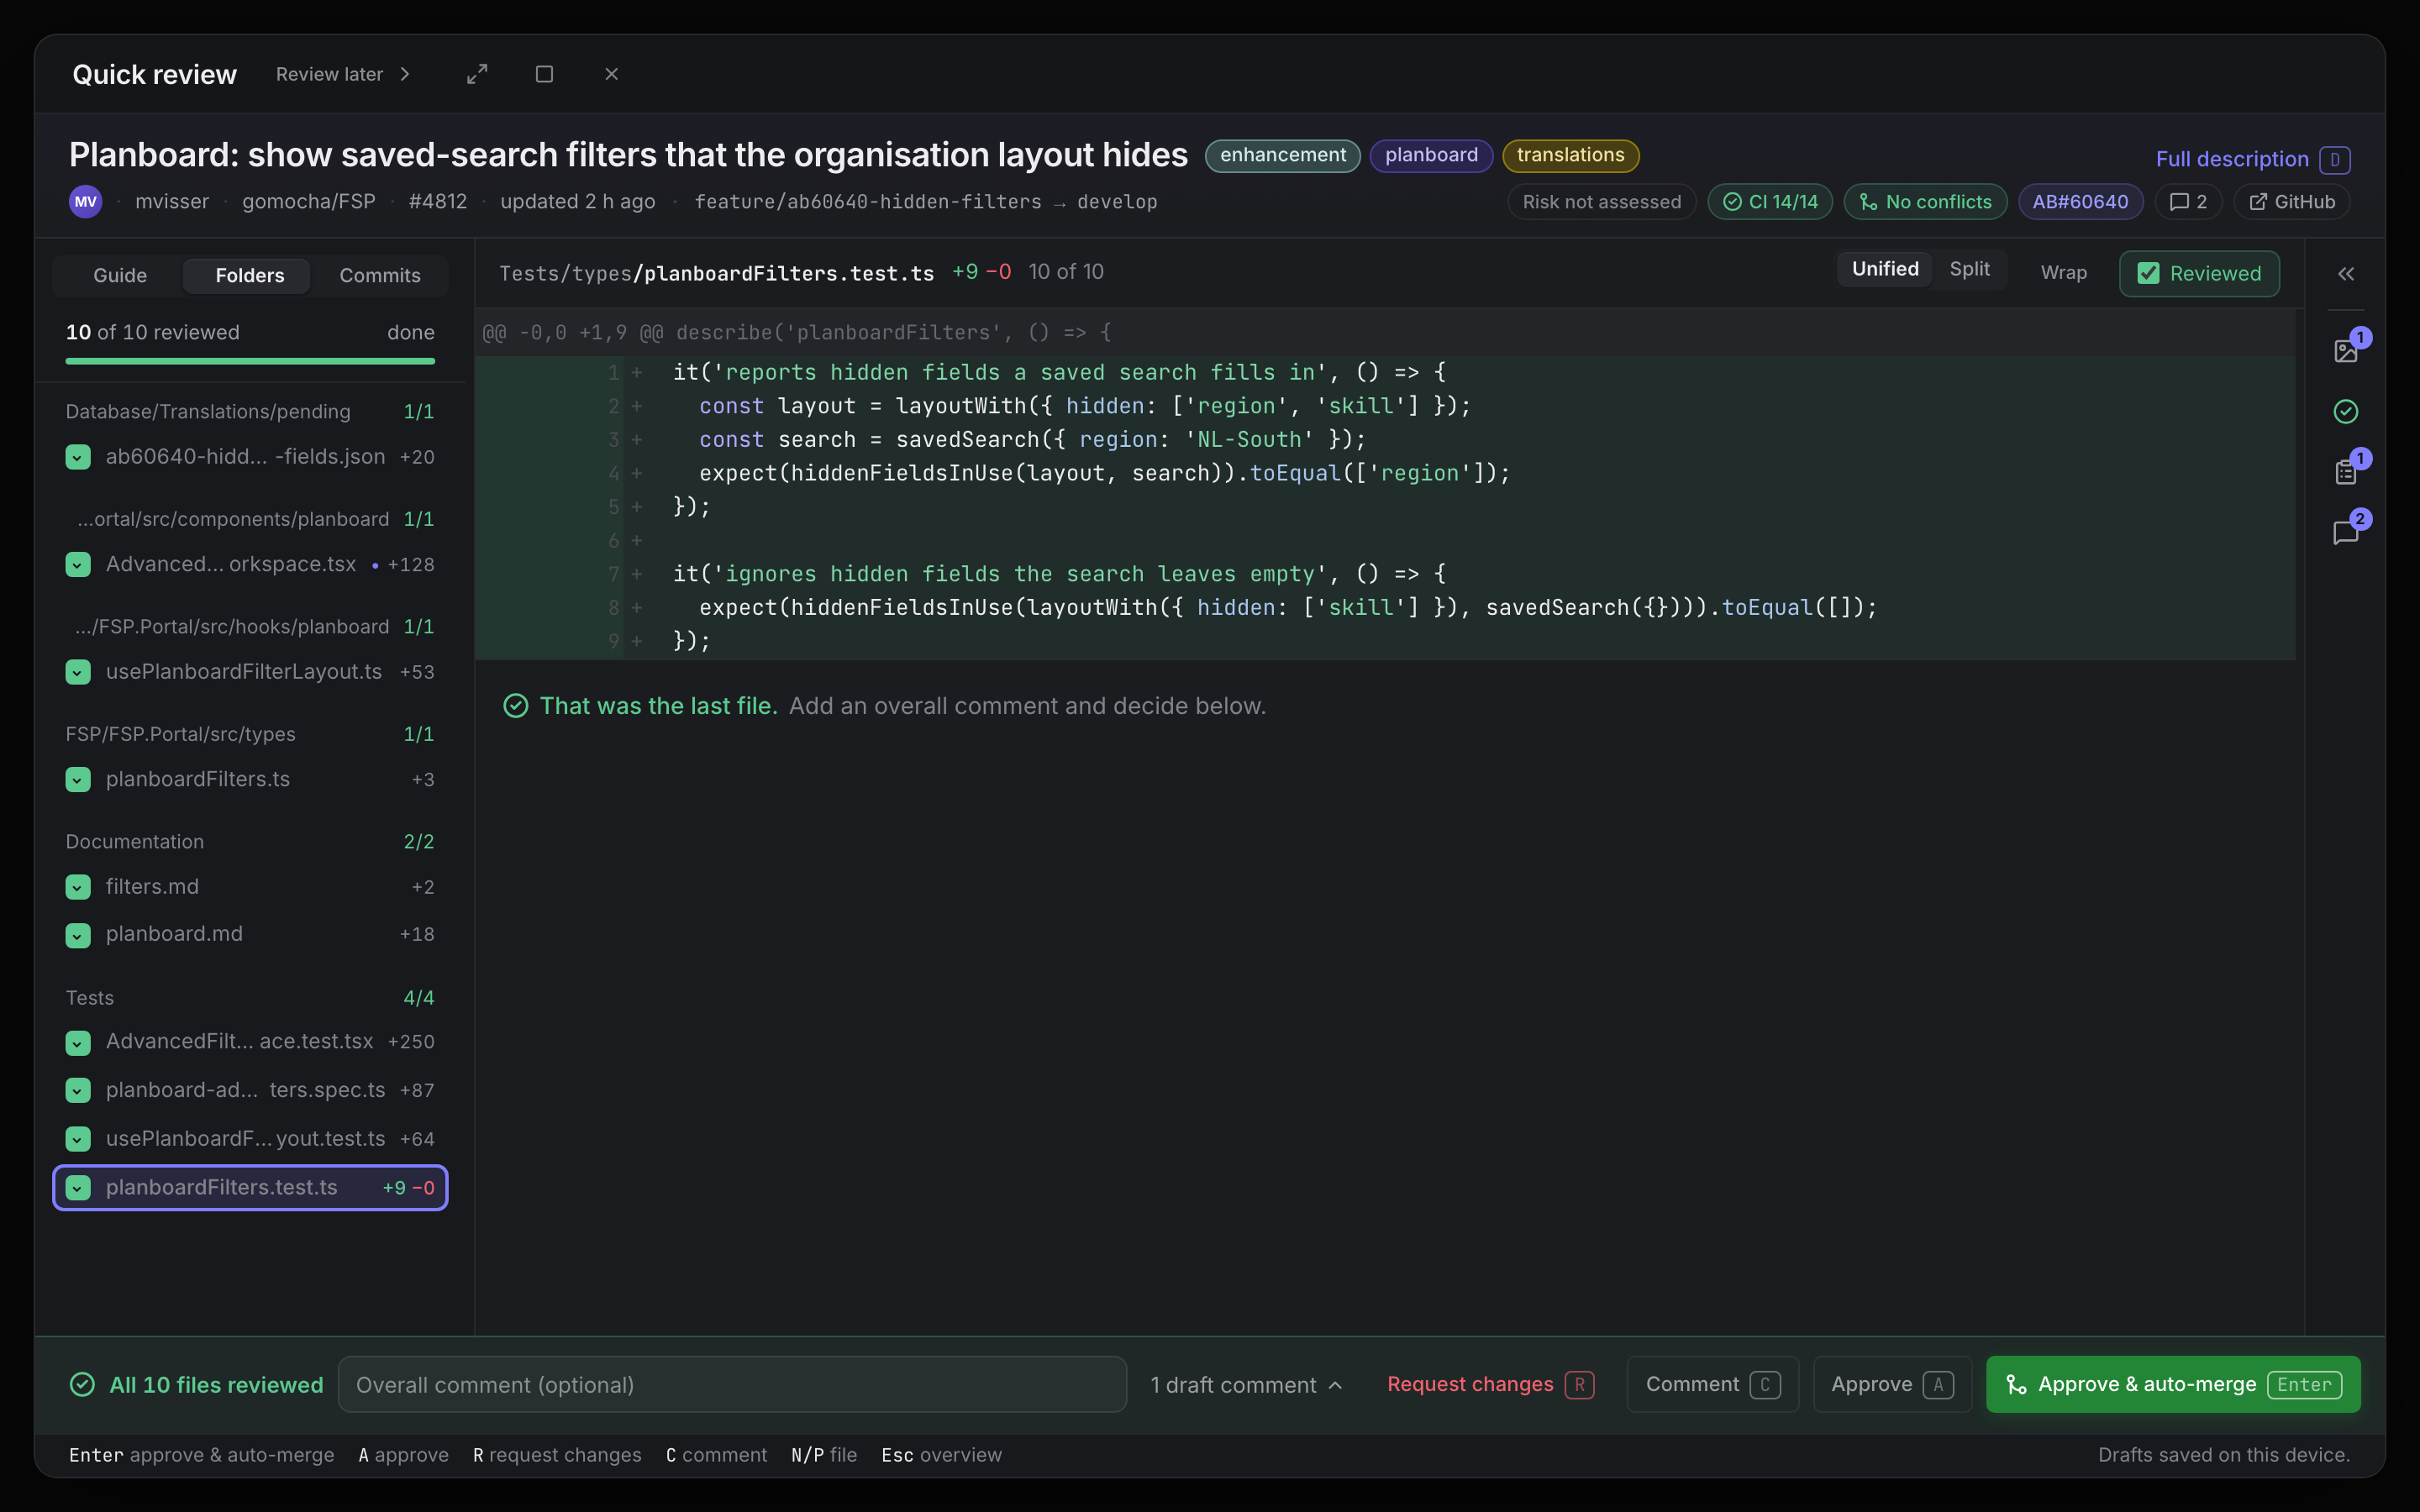 Quick review Review later
Planboard: show saved-search filters that the organisation layout hides enhancement planboard translations Full description D
MV · mvisser · gomocha/FSP · #4812 · updated 2 h ago · feature/ab60640-hidden-filters → develop Risk not assessed CI 14/14 No conflicts AB#60640 2 GitHub
Guide Folders Commits
10 of 10 reviewed done
Database/Translations/pending 1/1
ab60640-hidd... -fields.json +20
...ortal/src/components/planboard 1/1
Advanced... orkspace.tsx +128
.../FSP.Portal/src/hooks/planboard 1/1
usePlanboardFilterLayout.ts +53
FSP/FSP.Portal/src/types 1/1
planboardFilters.ts +3
Documentation 2/2
filters.md +2
planboard.md +18
Tests 4/4
AdvancedFilt... ace.test.tsx +250
planboard-ad... ters.spec.ts +87
usePlanboardF... yout.test.ts +64
planboardFilters.test.ts +9 −0
Tests/types/planboardFilters.test.ts +9 −0 10 of 10 Unified Split Wrap Reviewed
@@ -0,0 +1,9 @@ describe('planboardFilters', () => {
1 + it('reports hidden fields a saved search fills in', () => {
2 + const layout = layoutWith({ hidden: ['region', 'skill'] });
3 + const search = savedSearch({ region: 'NL-South' });
4 + expect(hiddenFieldsInUse(layout, search)).toEqual(['region']);
5 + });
6 +
7 + it('ignores hidden fields the search leaves empty', () => {
8 + expect(hiddenFieldsInUse(layoutWith({ hidden: ['skill'] }), savedSearch({}))).toEqual([]);
9 + });
That was the last file. Add an overall comment and decide below.
1
1
2
All 10 files reviewed Overall comment (optional) 1 draft comment Request changes R Comment C Approve A Approve & auto-merge Enter
Enter approve & auto-merge A approve R request changes C comment N/P file Esc overview Drafts saved on this device.